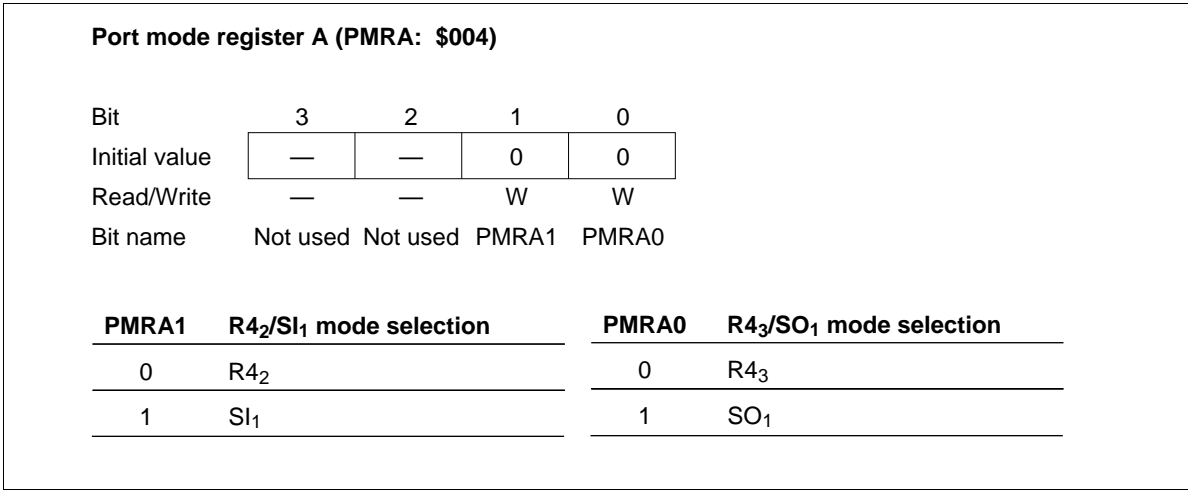 Port mode register A (PMRA: $004)
Bit 3 2 1 0
Initial value — — 0 0
Read/Write — — W W
Bit name Not used Not used PMRA1 PMRA0
PMRA1 R4₂/SI₁ mode selection PMRA0 R4₃/SO₁ mode selection
0 R4₂ 0 R4₃
1 SI₁ 1 SO₁